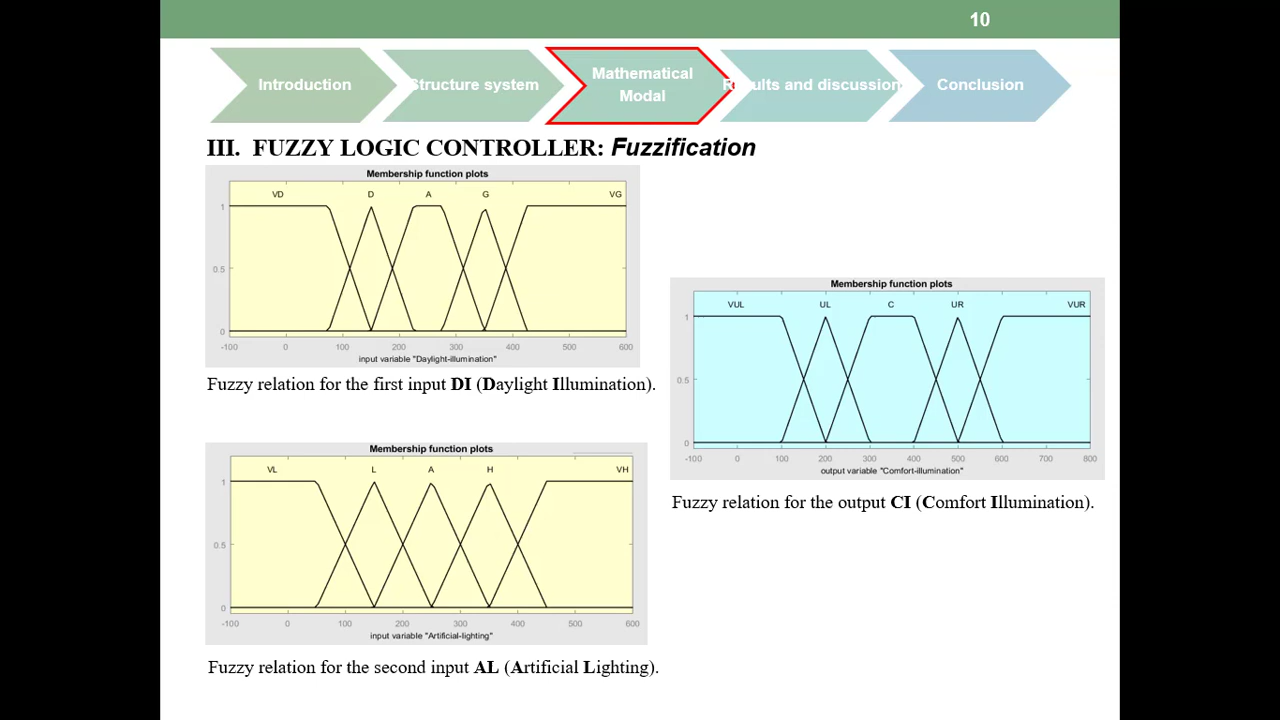 10
Introduction
Structure system
Mathematical
Modal
Results and discussion
Conclusion
III. FUZZY LOGIC CONTROLLER: Fuzzification
Membership function plots
VD D A G VG
1
0.5
0
-100 0 100 200 300 400 500 600
input variable "Daylight-illumination"
Fuzzy relation for the first input DI (Daylight Illumination).
Membership function plots
VL L A H VH
1
0.5
0
-100 0 100 200 300 400 500 600
input variable "Artificial-lighting"
Fuzzy relation for the second input AL (Artificial Lighting).
Membership function plots
VUL UL C UR VUR
1
0.5
0
-100 0 100 200 300 400 500 600 700 800
output variable "Comfort-illumination"
Fuzzy relation for the output CI (Comfort Illumination).